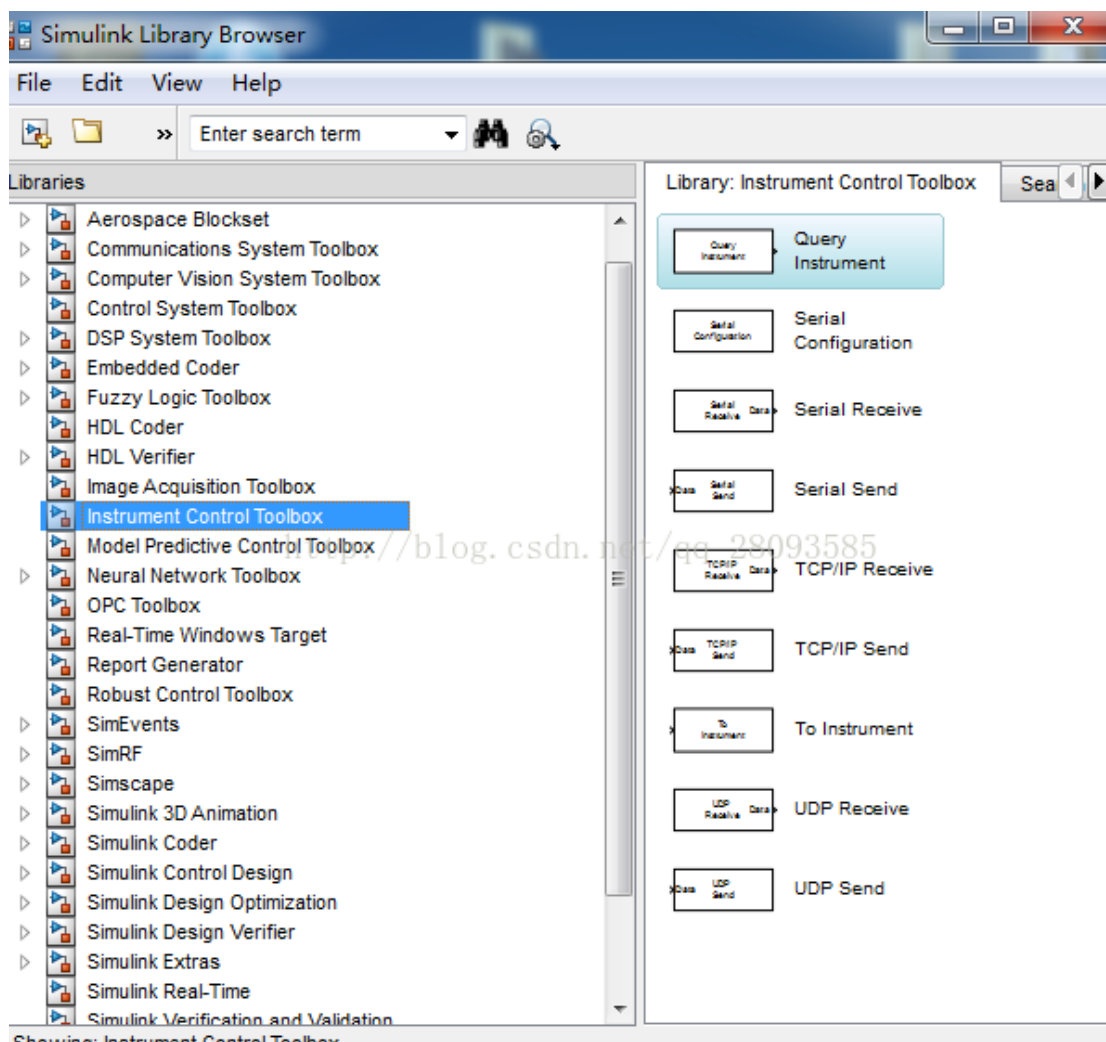 Simulink Library Browser
File Edit View Help
» Enter search term
Libraries
Library: Instrument Control Toolbox
Sea
Aerospace Blockset
Communications System Toolbox
Computer Vision System Toolbox
Control System Toolbox
DSP System Toolbox
Embedded Coder
Fuzzy Logic Toolbox
HDL Coder
HDL Verifier
Image Acquisition Toolbox
Instrument Control Toolbox
Model Predictive Control Toolbox
Neural Network Toolbox
OPC Toolbox
Real-Time Windows Target
Report Generator
Robust Control Toolbox
SimEvents
SimRF
Simscape
Simulink 3D Animation
Simulink Coder
Simulink Control Design
Simulink Design Optimization
Simulink Design Verifier
Simulink Extras
Simulink Real-Time
Simulink Verification and Validation
Query
Instrument
Query
Instrument
Serial
Configuration
Serial
Configuration
Serial
Receive Data
Serial Receive
Data Serial
Send
Serial Send
TCP/IP
Receive Data
TCP/IP Receive
Data TCP/IP
Send
TCP/IP Send
To
Instrument
To Instrument
UDP
Receive Data
UDP Receive
Data UDP
Send
UDP Send
http://blog.csdn.net/qq_28093585
Showing: Instrument Control Toolbox